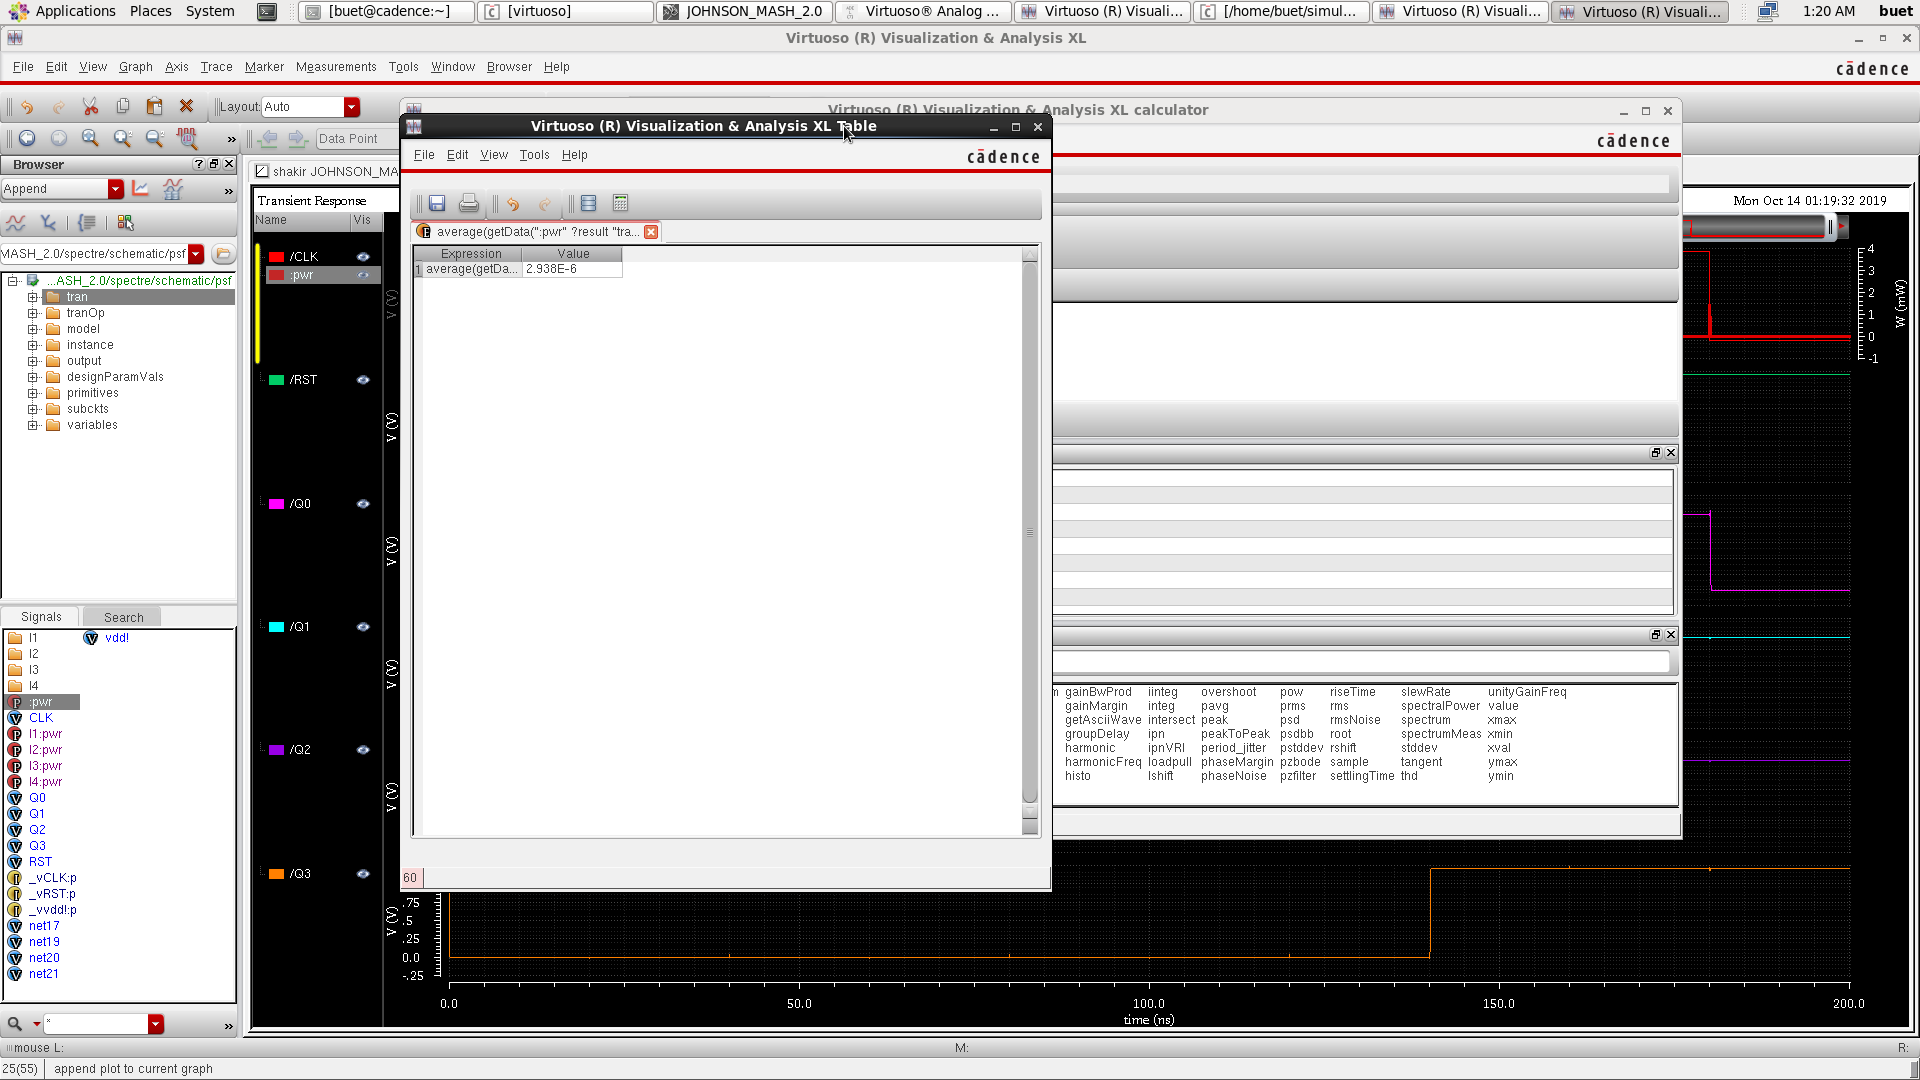 Applications Places System [buet@cadence:~] [virtuoso] JOHNSON_MASH_2.0 Virtuoso® Analog ... Virtuoso (R) Visuali... [/home/buet/simul... Virtuoso (R) Visuali... Virtuoso (R) Visuali... 1:20 AM buet
Virtuoso (R) Visualization & Analysis XL
File Edit View Graph Axis Trace Marker Measurements Tools Window Browser Help
cādence
Layout: Auto
Data Point
Virtuoso (R) Visualization & Analysis XL calculator
cādence
Virtuoso (R) Visualization & Analysis XL Table
File Edit View Tools Help
cādence
average(getData(":pwr" ?result "tra...
Expression Value
1 average(getDa... 2.938E-6
60
Browser
Append
MASH_2.0/spectre/schematic/psf
...ASH_2.0/spectre/schematic/psf
tran
tranOp
model
instance
output
designParamVals
primitives
subckts
variables
Signals Search
I1 vdd!
I2
I3
I4
:pwr
CLK
I1:pwr
I2:pwr
I3:pwr
I4:pwr
Q0
Q1
Q2
Q3
RST
_vCLK:p
_vRST:p
_vvdd!:p
net17
net19
net20
net21
*
shakir JOHNSON_MA
Transient Response
Mon Oct 14 01:19:32 2019
Name Vis
/CLK
:pwr
/RST
/Q0
/Q1
/Q2
/Q3
V (V)
V (V)
V (V)
V (V)
V (V)
V (V)
W (mW)
4
3
2
1
0
-1
.75
.5
.25
0.0
-.25
0.0 50.0 100.0 150.0 200.0
time (ns)
m gainBwProd iinteg overshoot pow riseTime slewRate unityGainFreq
gainMargin integ pavg prms rms spectralPower value
getAsciiWave intersect peak psd rmsNoise spectrum xmax
groupDelay ipn peakToPeak psdbb root spectrumMeas xmin
harmonic ipnVRI period_jitter pstddev rshift stddev xval
harmonicFreq loadpull phaseMargin pzbode sample tangent ymax
histo lshift phaseNoise pzfilter settlingTime thd ymin
mouse L: M: R:
25(55) append plot to current graph